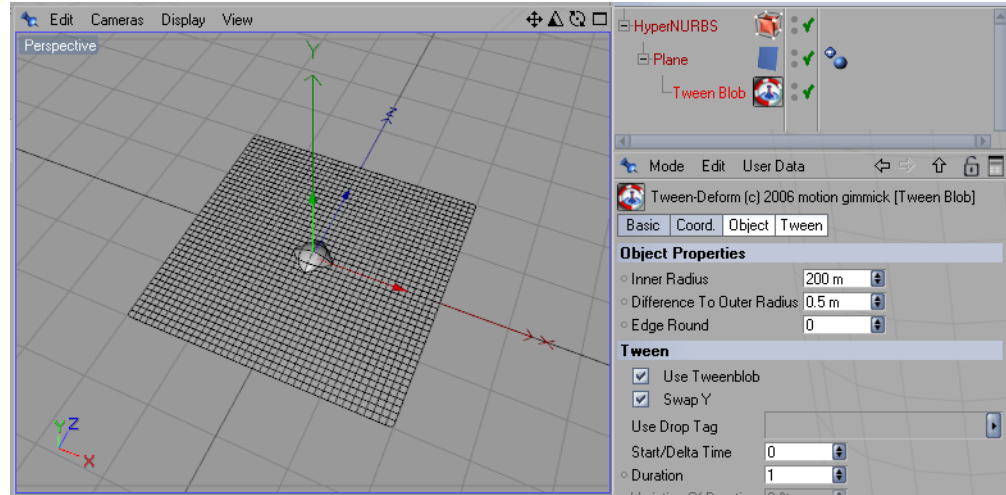 Edit Cameras Display View
Perspective
Y
Z
X
Y
Z
X
HyperNURBS
Plane
Tween Blob
Mode Edit User Data
Tween-Deform (c) 2006 motion gimmick [Tween Blob]
Basic Coord. Object Tween
Object Properties
Inner Radius 200 m
Difference To Outer Radius 0.5 m
Edge Round 0
Tween
Use Tweenblob
Swap Y
Use Drop Tag
Start/Delta Time 0
Duration 1